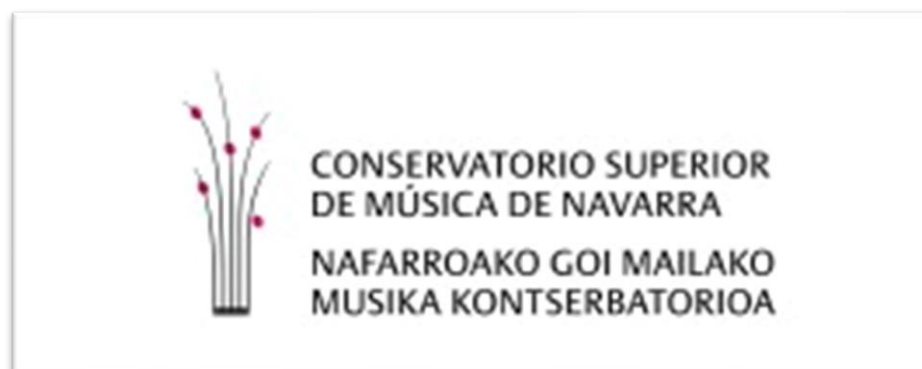 CONSERVATORIO SUPERIOR
DE MÚSICA DE NAVARRA
NAFARROAKO GOI MAILAKO
MUSIKA KONTSERBATORIOA